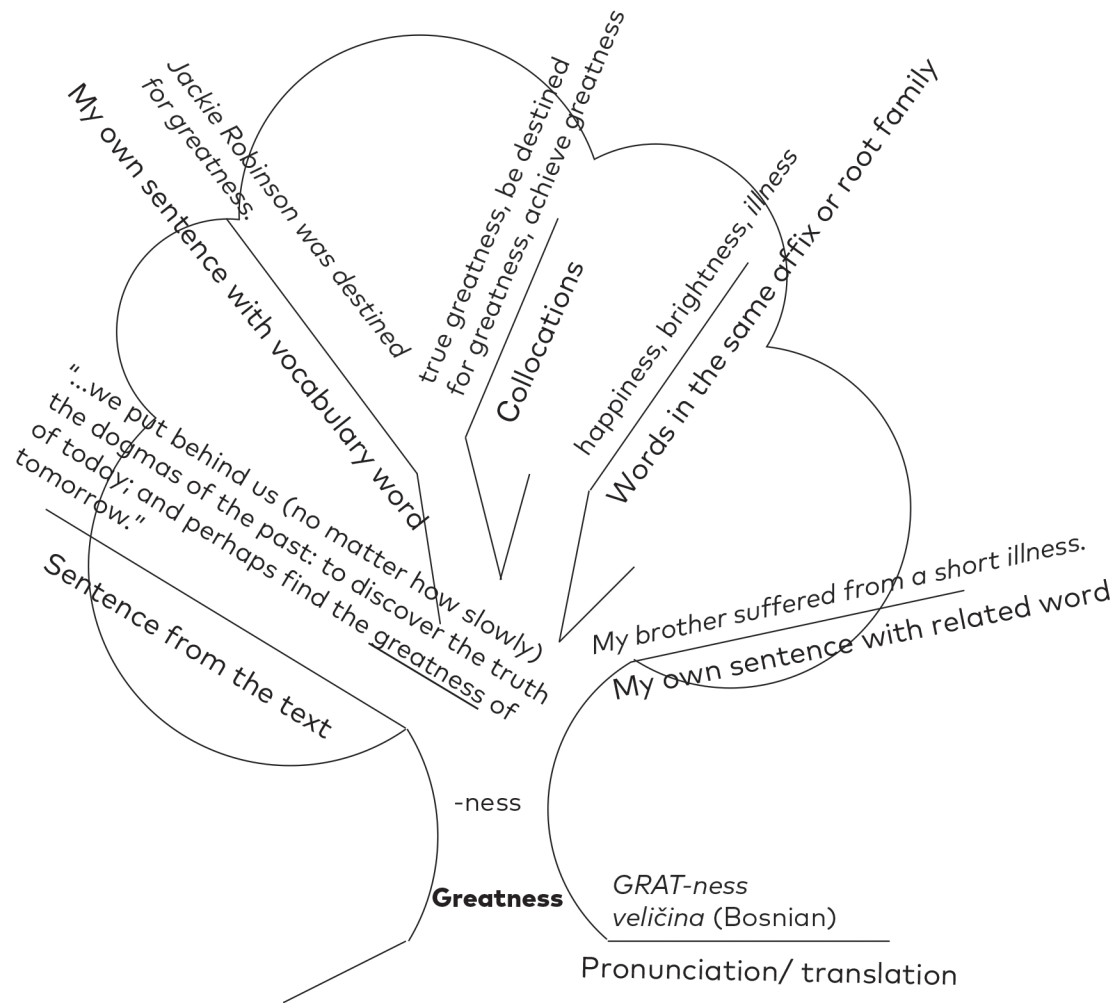 Jackie Robinson was destined
for greatness.
My own sentence with vocabulary word
true greatness, be destined
for greatness, achieve greatness
Collocations
happiness, brightness, illness
Words in the same affix or root family
"...we put behind us (no matter how slowly)
the dogmas of the past: to discover the truth
of today; and perhaps find the greatness of
tomorrow."
Sentence from the text
My brother suffered from a short illness.
My own sentence with related word
-ness
Greatness
GRAT-ness
veličina (Bosnian)
Pronunciation/ translation